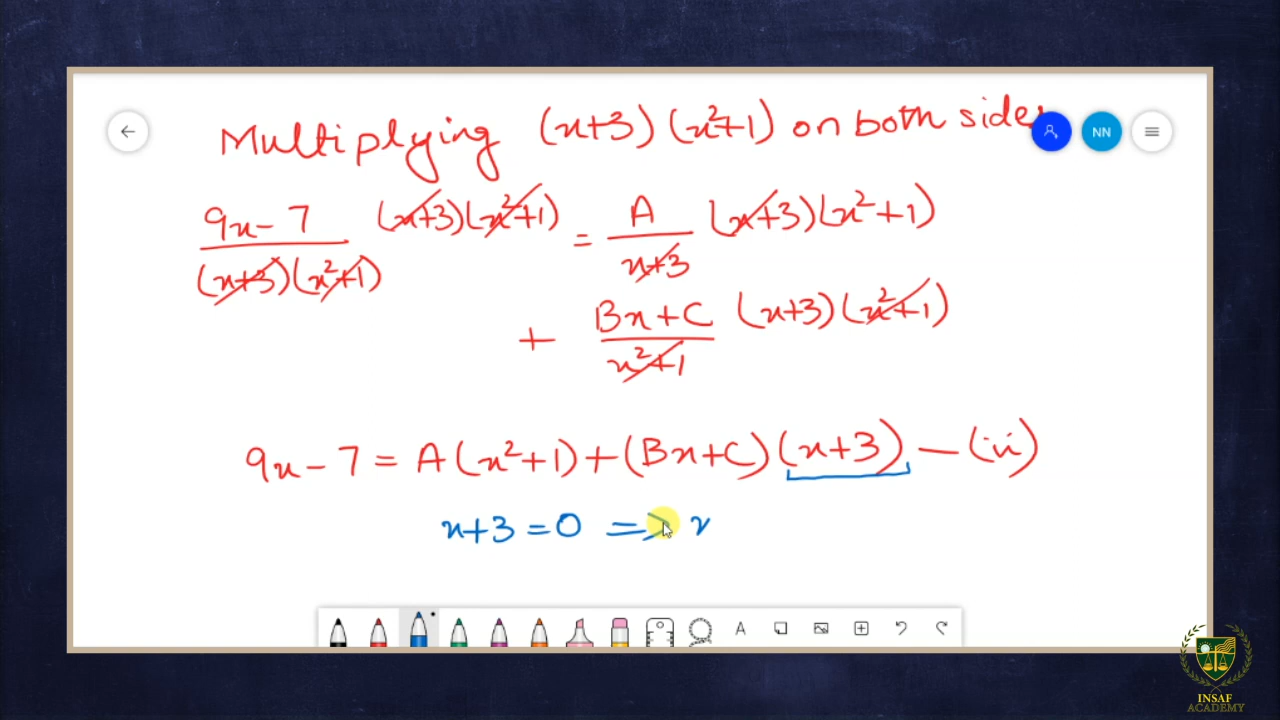 Multiplying (x+3) (x²+1) on both sides
NN
9x-7 / (x+3)(x²+1) (x+3)(x²+1) = A / x+3 (x+3)(x²+1)
+ Bx+C / x²+1 (x+3)(x²+1)
9x-7 = A(x²+1)+(Bx+C)(x+3) — (ii)
x+3 = 0 => x
A
INSAF
ACADEMY